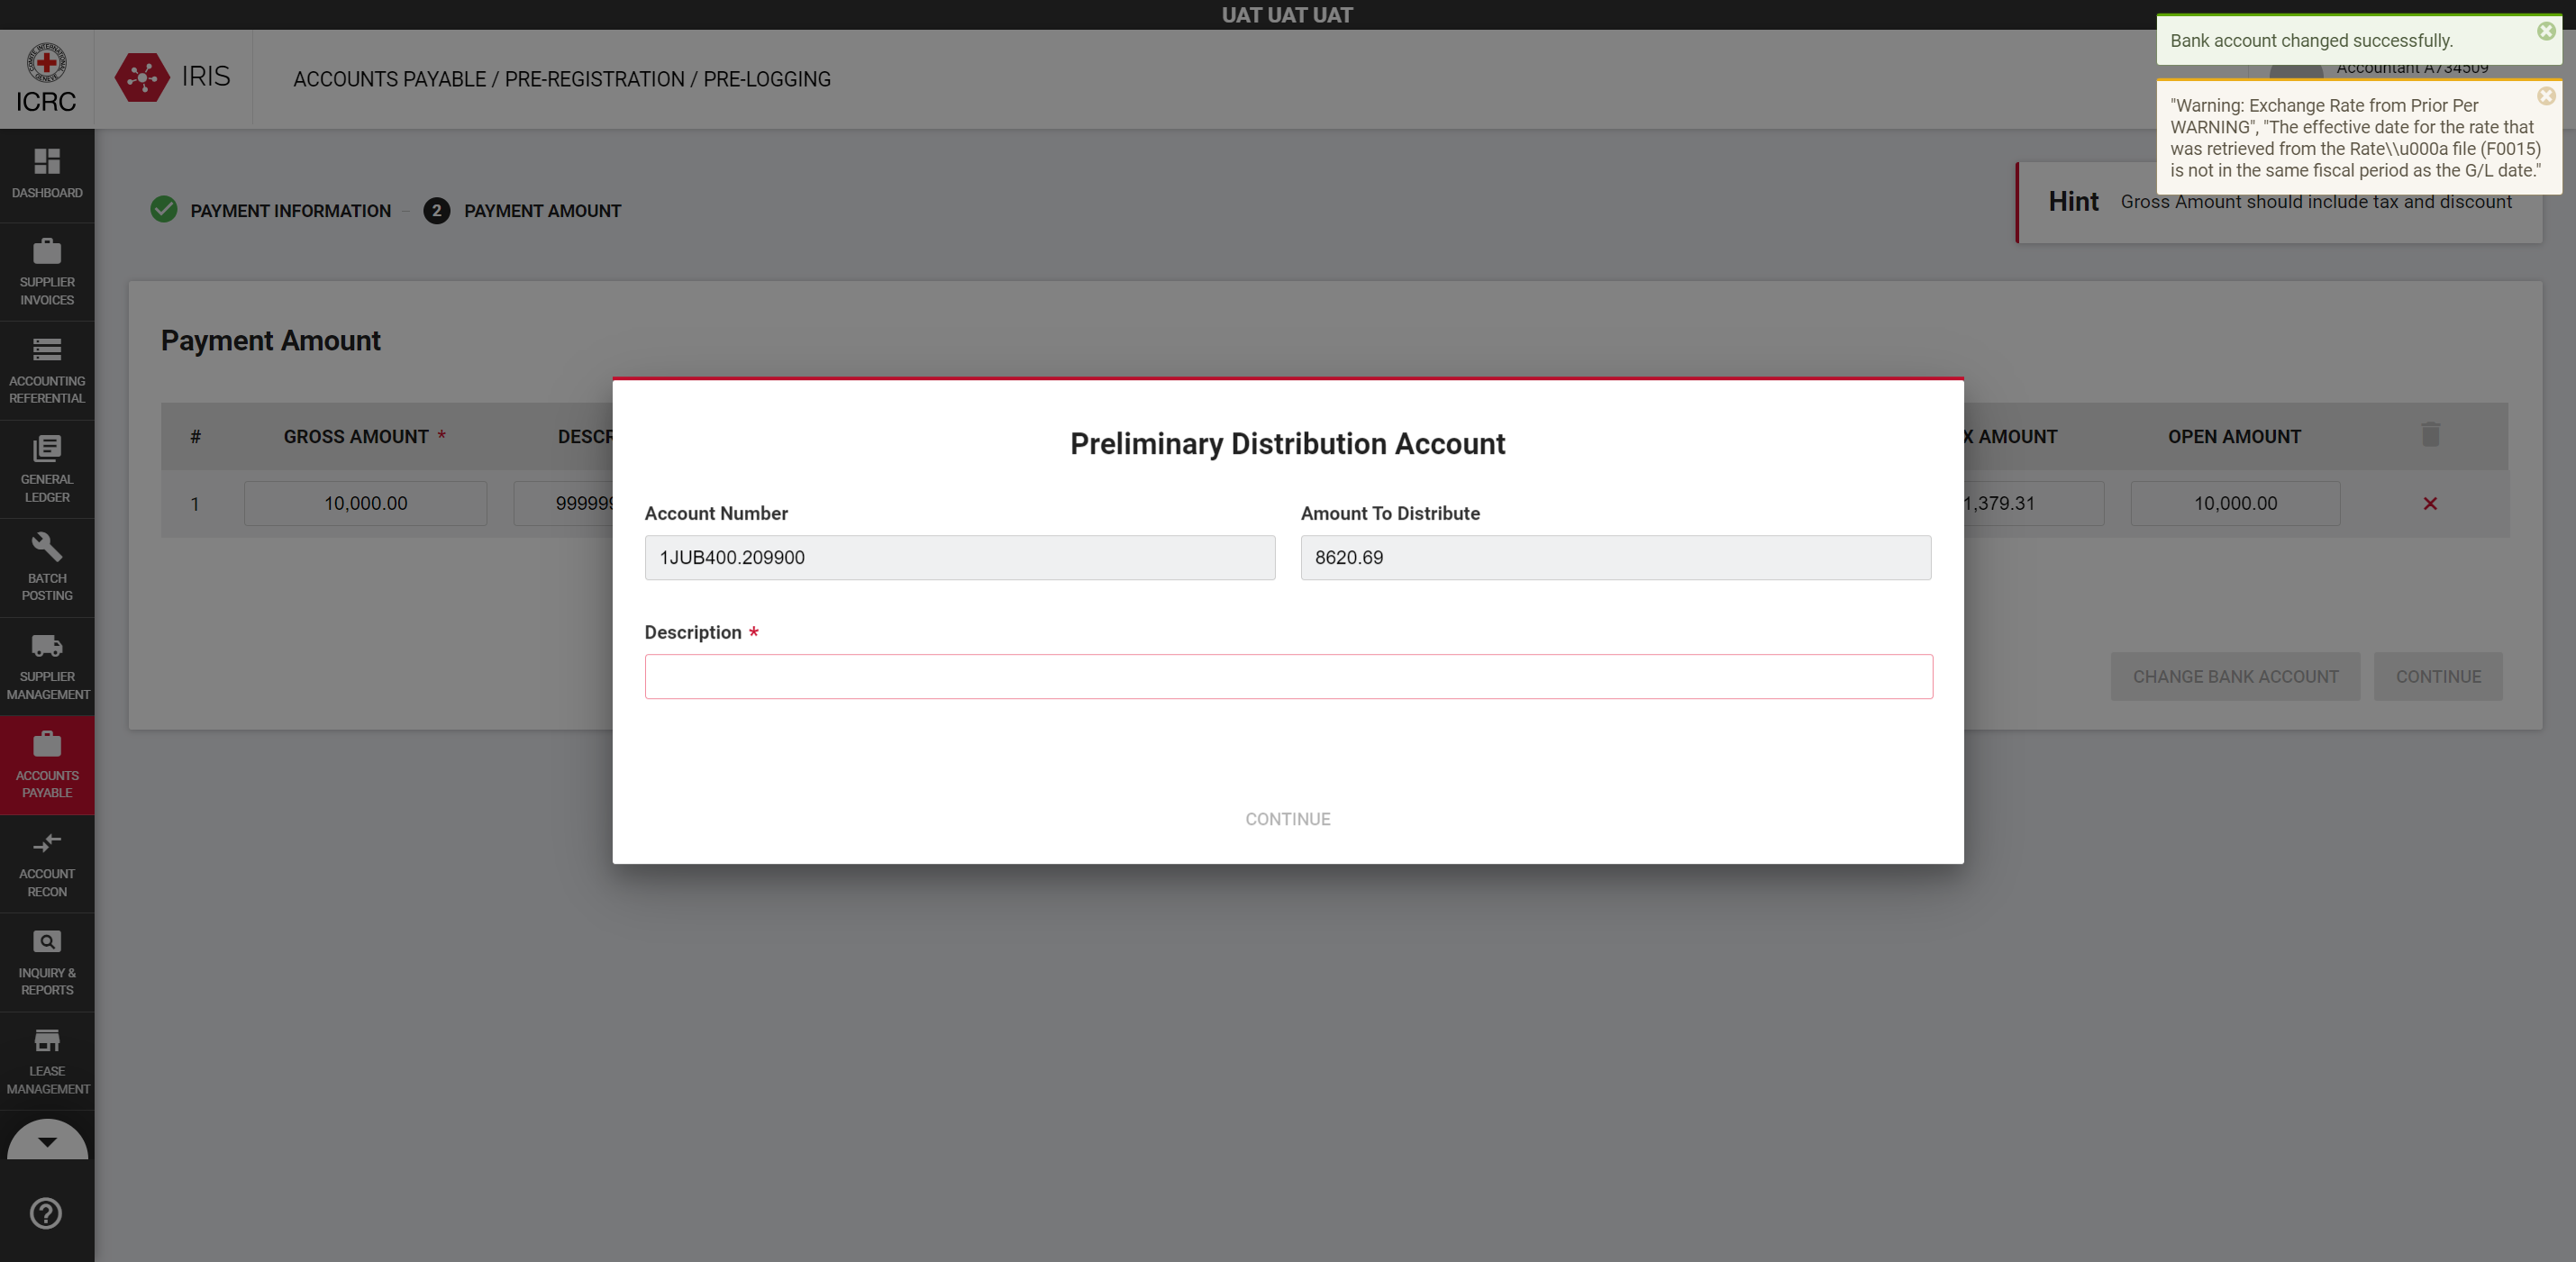 UAT UAT UAT
ICRC
IRIS
ACCOUNTS PAYABLE / PRE-REGISTRATION / PRE-LOGGING
Bank account changed successfully.
Accountant A734509
"Warning: Exchange Rate from Prior Per
WARNING", "The effective date for the rate that
was retrieved from the Rate\\u000a file (F0015)
is not in the same fiscal period as the G/L date."
DASHBOARD
SUPPLIER
INVOICES
ACCOUNTING
REFERENTIAL
GENERAL
LEDGER
BATCH
POSTING
SUPPLIER
MANAGEMENT
ACCOUNTS
PAYABLE
ACCOUNT
RECON
INQUIRY &
REPORTS
LEASE
MANAGEMENT
PAYMENT INFORMATION
2 PAYMENT AMOUNT
Hint Gross Amount should include tax and discount
Payment Amount
# GROSS AMOUNT * DESCR X AMOUNT OPEN AMOUNT
1 10,000.00 99999 1,379.31 10,000.00
Preliminary Distribution Account
Account Number Amount To Distribute
1JUB400.209900 8620.69
Description *
CHANGE BANK ACCOUNT CONTINUE
CONTINUE